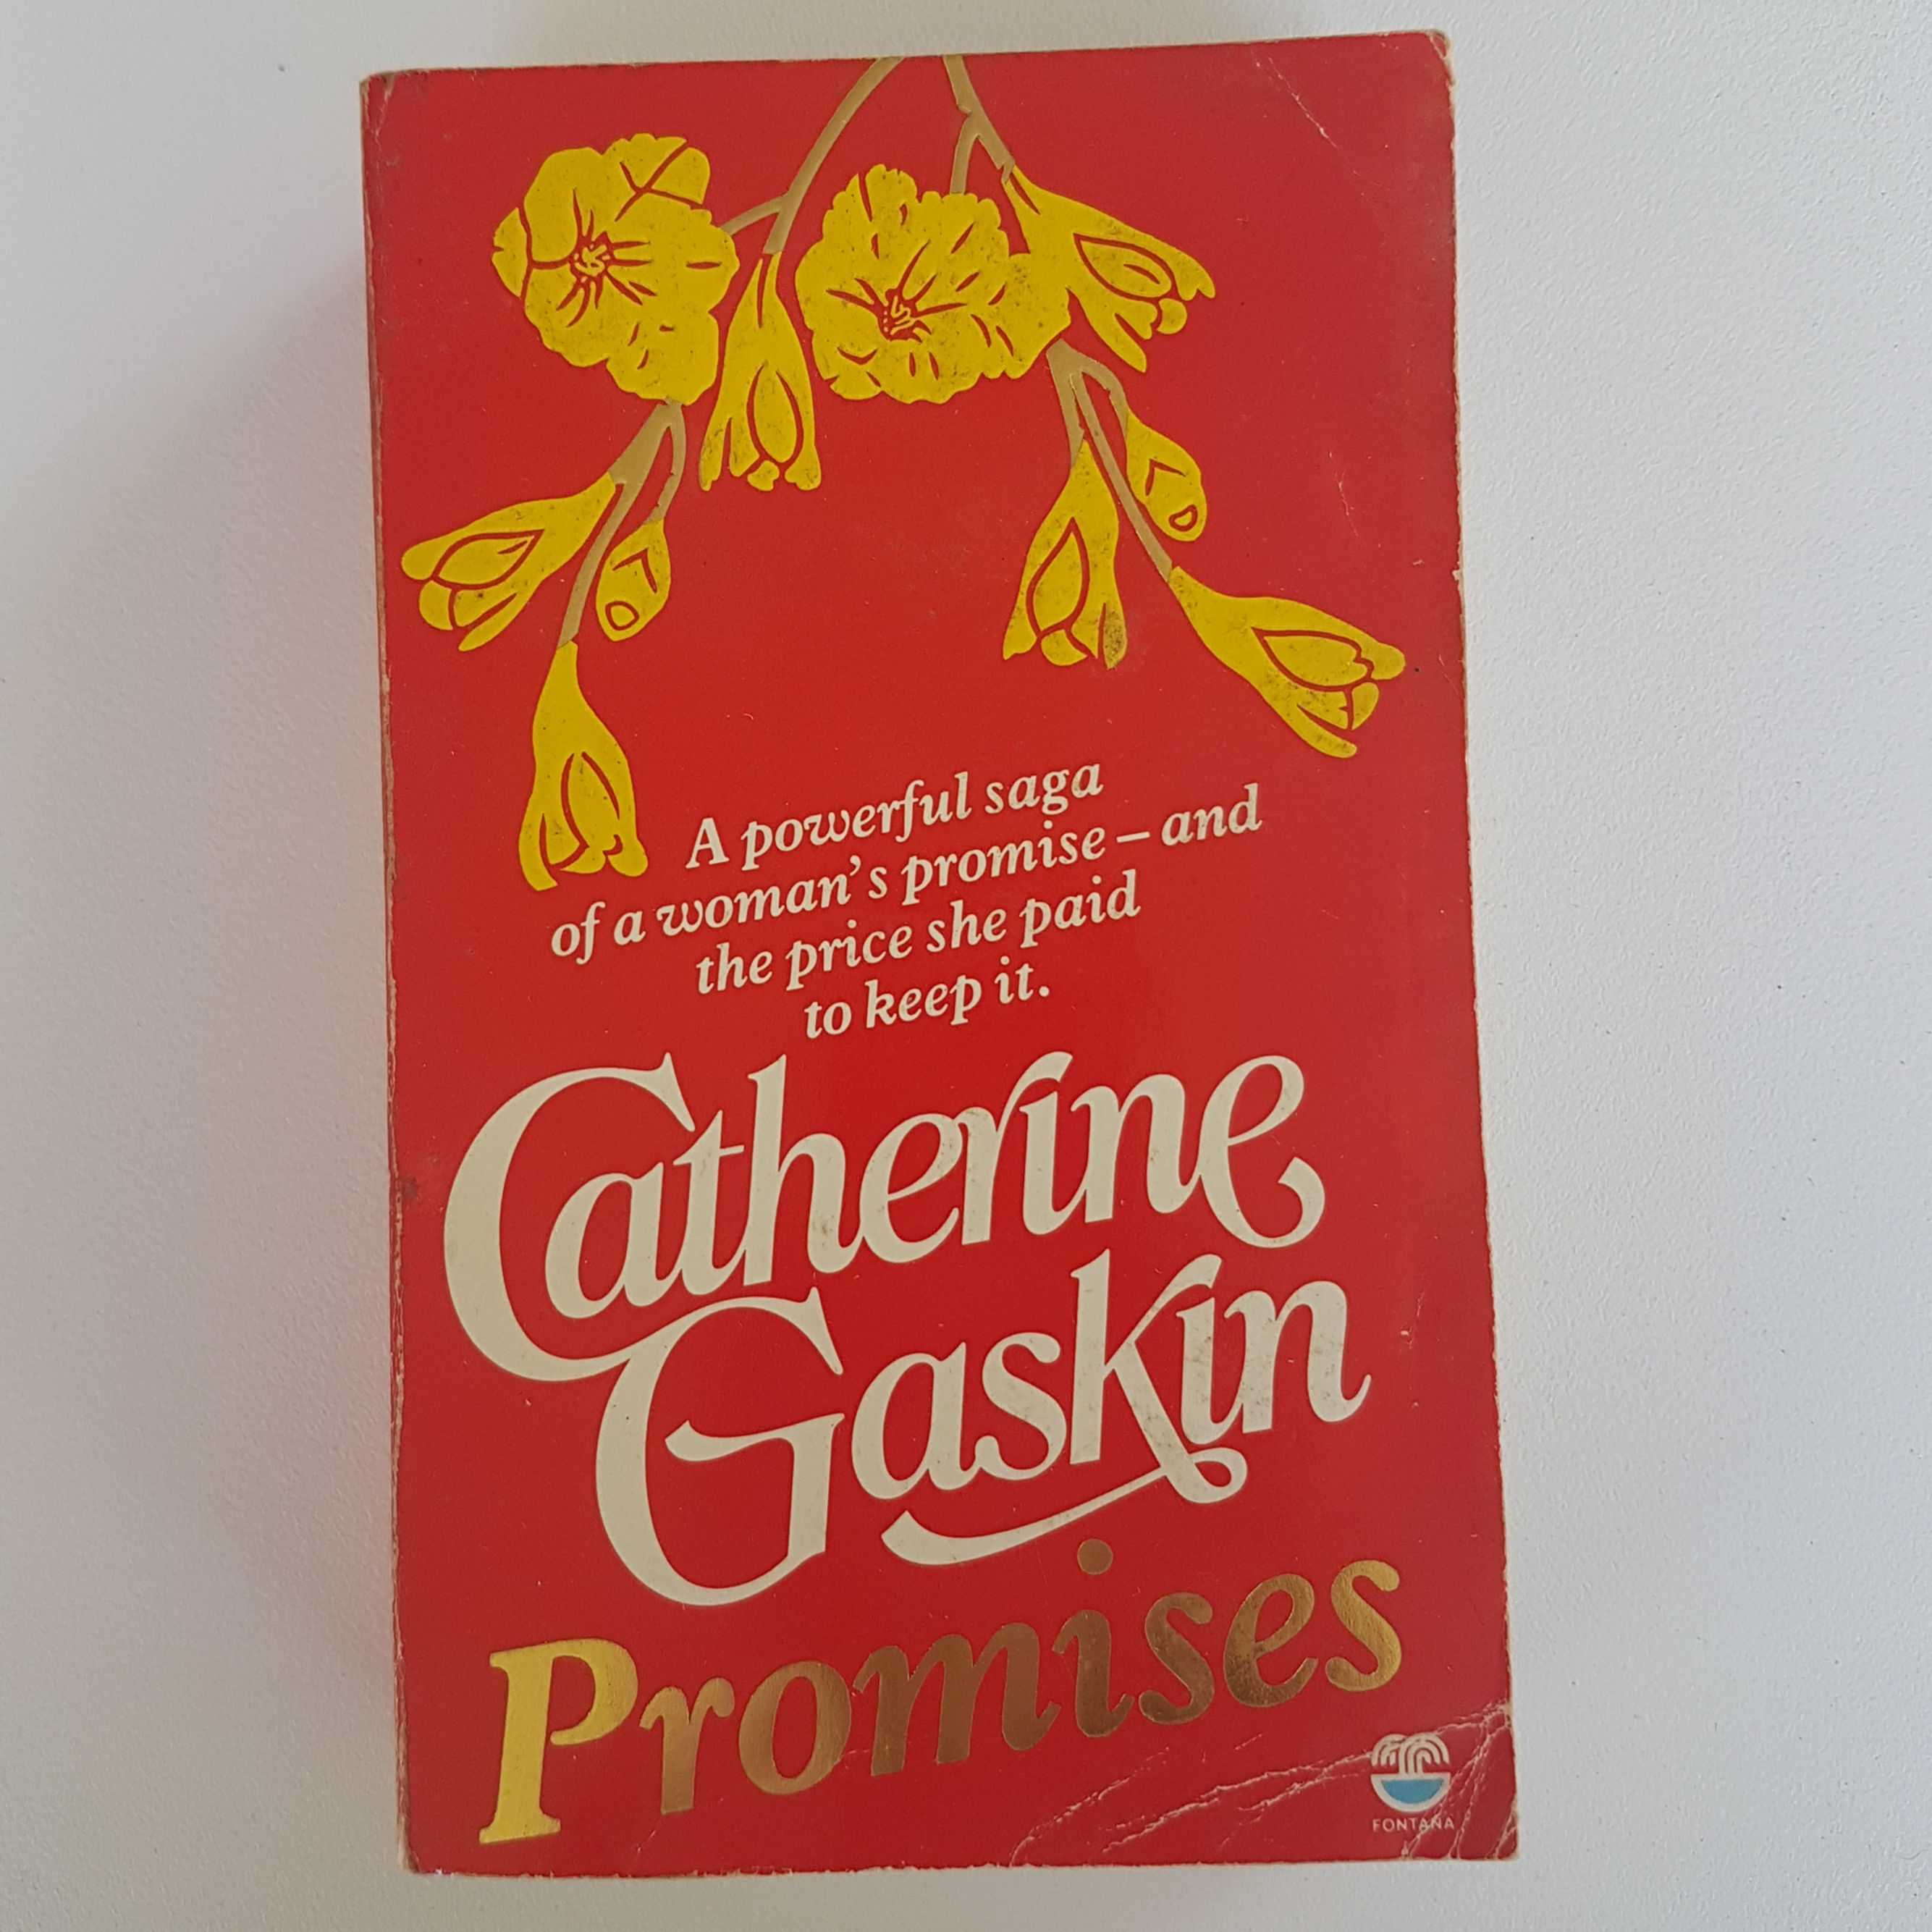 A powerful saga
of a woman's promise – and
the price she paid
to keep it.
Catherine
Gaskin
Promises
FONTANA